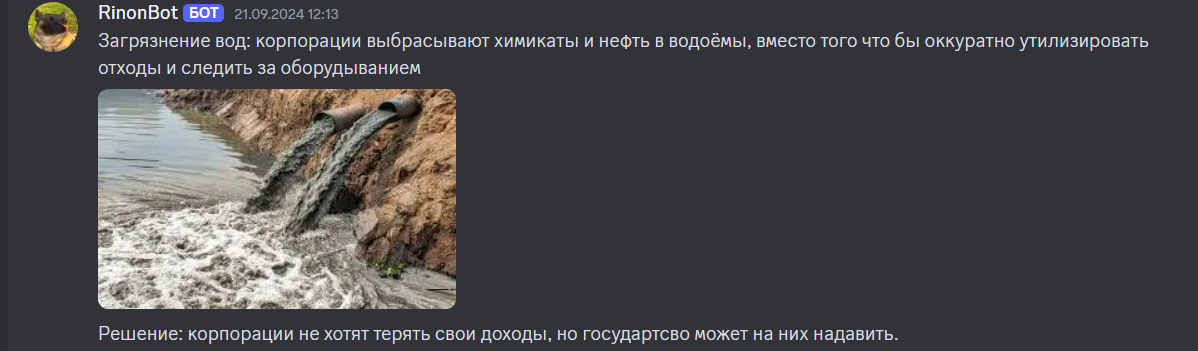 RinonBot БОТ 21.09.2024 12:13
Загрязнение вод: корпорации выбрасывают химикаты и нефть в водоёмы, вместо того что бы оккуратно утилизировать
отходы и следить за оборудыванием
Решение: корпорации не хотят терять свои доходы, но государтсво может на них надавить.